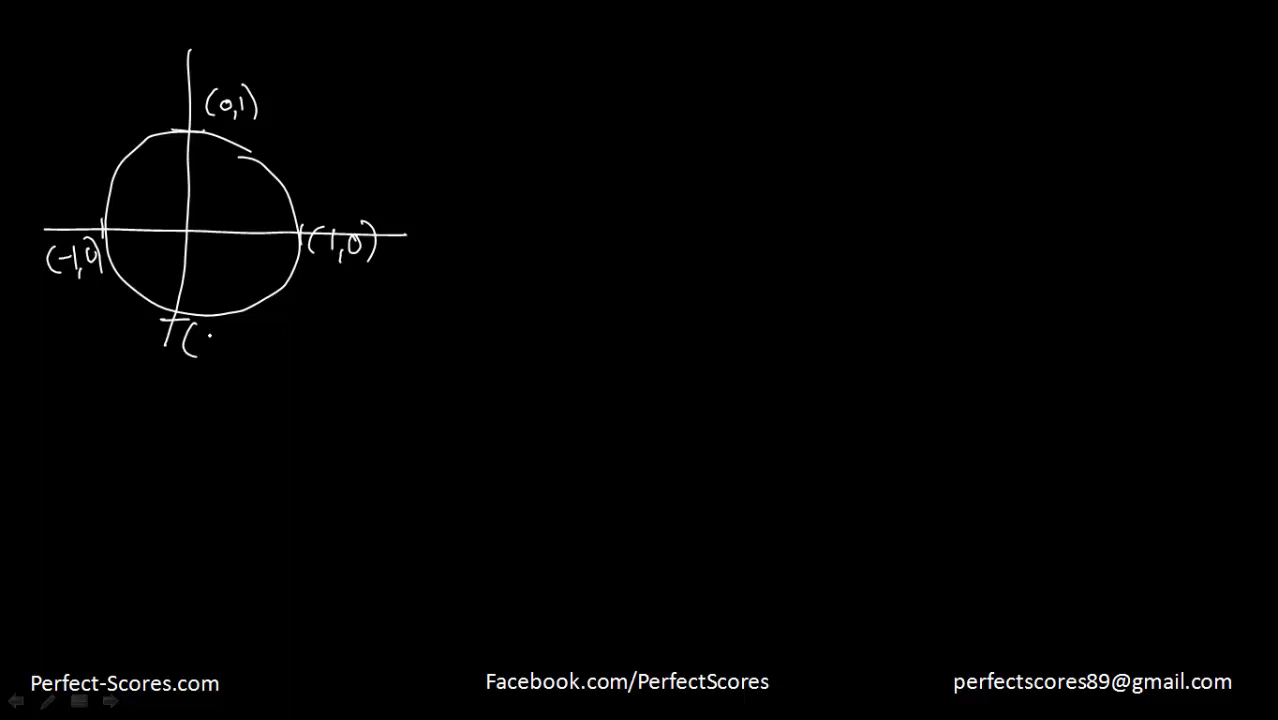 (0,1)
(-1,0)
(1,0)
(
Perfect-Scores.com
Facebook.com/PerfectScores
perfectscores89@gmail.com